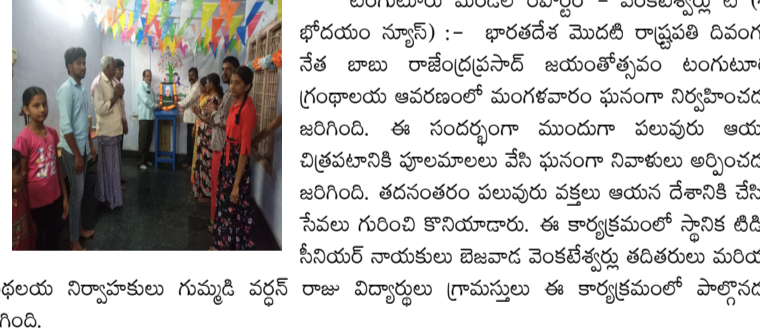 టంగుటూరు మండల రిపోర్టర్ - వెంకటేశ్వర్లు టి
భోదయం న్యూస్) :- భారతదేశ మొదటి రాష్ట్రపతి దివంగ
నేత బాబు రాజేంద్రప్రసాద్ జయంతోత్సవం టంగుటూ
గ్రంథాలయ ఆవరణంలో మంగళవారం ఘనంగా నిర్వహించడ
జరిగింది. ఈ సందర్భంగా ముందుగా పలువురు ఆయ
చిత్రపటానికి పూలమాలలు వేసి ఘనంగా నివాళులు అర్పించడ
జరిగింది. తదనంతరం పలువురు వక్తలు ఆయన దేశానికి చేసి
సేవలు గురించి కొనియాడారు. ఈ కార్యక్రమంలో స్థానిక టిడి
సీనియర్ నాయకులు బెజవాడ వెంకటేశ్వర్లు తదితరులు మరియ
థలయ నిర్వాహకులు గుమ్మడి వర్ధన్ రాజు విద్యార్థులు గ్రామస్తులు ఈ కార్యక్రమంలో పాల్గొనడ
గింది.